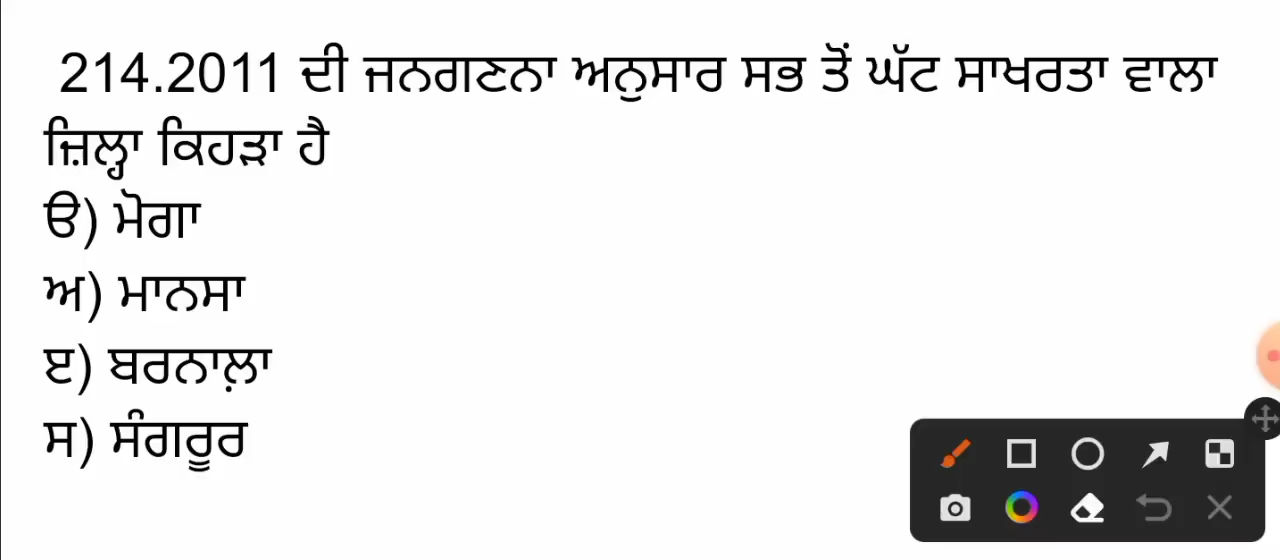 214.2011 ਦੀ ਜਨਗਣਨਾ ਅਨੁਸਾਰ ਸਭ ਤੋਂ ਘੱਟ ਸਾਖਰਤਾ ਵਾਲਾ
ਜ਼ਿਲ੍ਹਾ ਕਿਹੜਾ ਹੈ
ੳ) ਮੋਗਾ
ਅ) ਮਾਨਸਾ
ੲ) ਬਰਨਾਲ਼ਾ
ਸ) ਸੰਗਰੂਰ